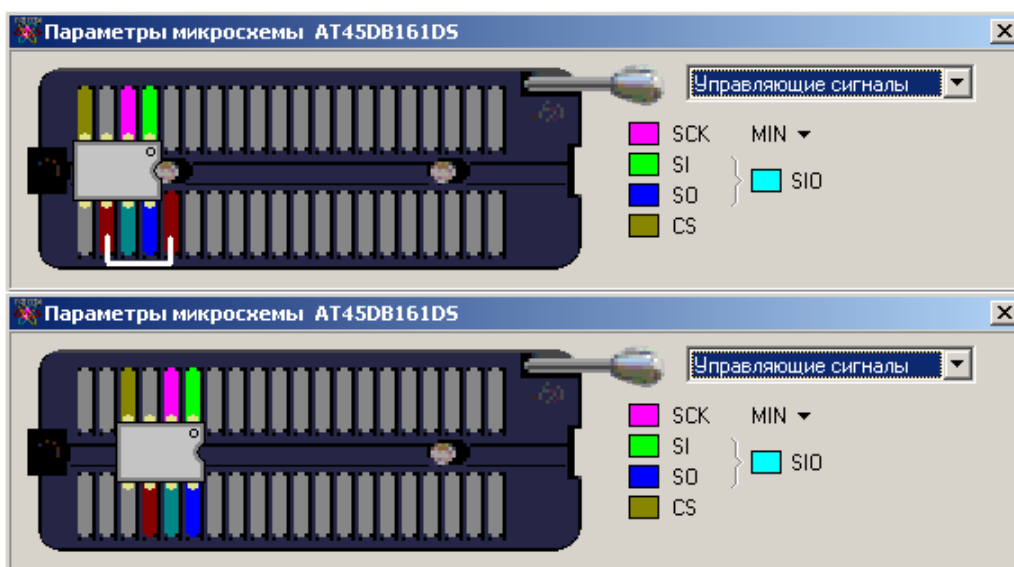 Параметры микросхемы AT45DB161DS
Управляющие сигналы
SCK MIN
SI
SIO
SO
CS
Параметры микросхемы AT45DB161DS
Управляющие сигналы
SCK MIN
SI
SIO
SO
CS